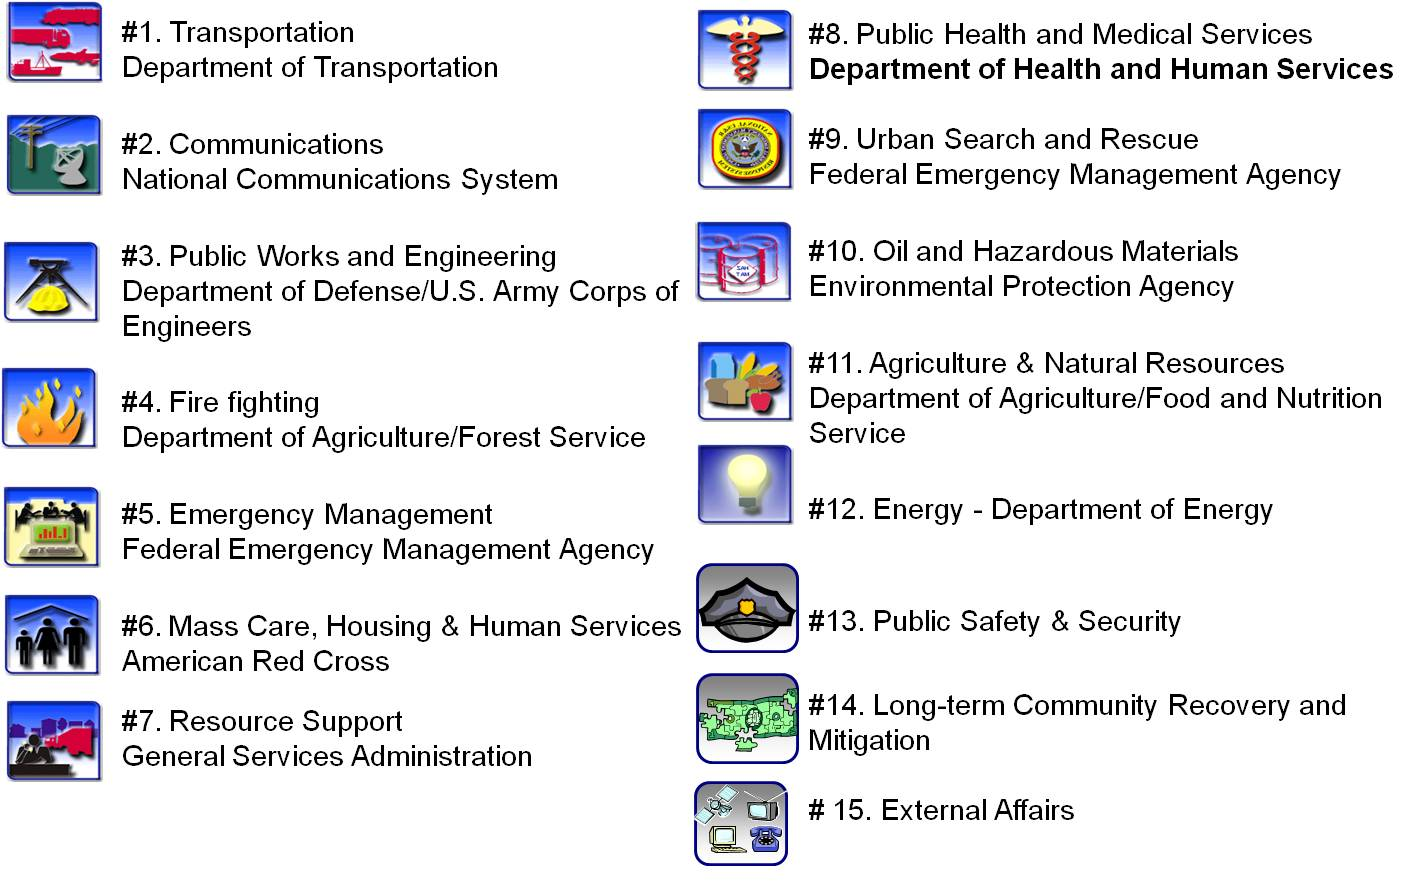 #1. Transportation
Department of Transportation
#2. Communications
National Communications System
#3. Public Works and Engineering
Department of Defense/U.S. Army Corps of
Engineers
#4. Fire fighting
Department of Agriculture/Forest Service
#5. Emergency Management
Federal Emergency Management Agency
#6. Mass Care, Housing & Human Services
American Red Cross
#7. Resource Support
General Services Administration
#8. Public Health and Medical Services
Department of Health and Human Services
#9. Urban Search and Rescue
Federal Emergency Management Agency
#10. Oil and Hazardous Materials
Environmental Protection Agency
HAZ
MAT
#11. Agriculture & Natural Resources
Department of Agriculture/Food and Nutrition
Service
#12. Energy - Department of Energy
#13. Public Safety & Security
#14. Long-term Community Recovery and
Mitigation
# 15. External Affairs